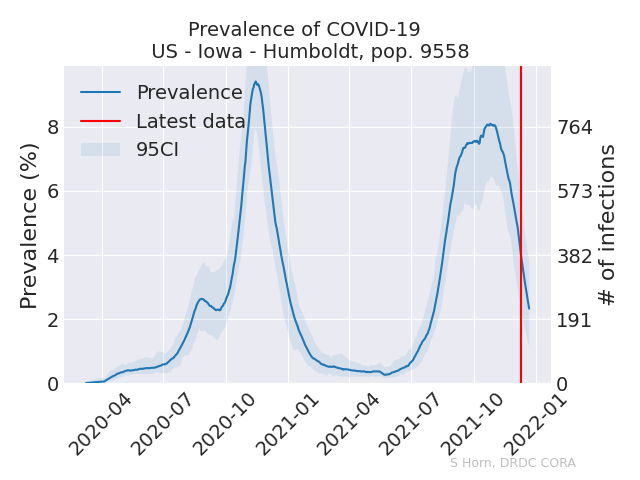 Prevalence of COVID-19
US - Iowa - Humboldt, pop. 9558
Prevalence
Latest data
95CI
Prevalence (%)
8
6
4
2
0
# of infections
764
573
382
191
0
2020-04
2020-07
2020-10
2021-01
2021-04
2021-07
2021-10
2022-01
S Horn, DRDC CORA